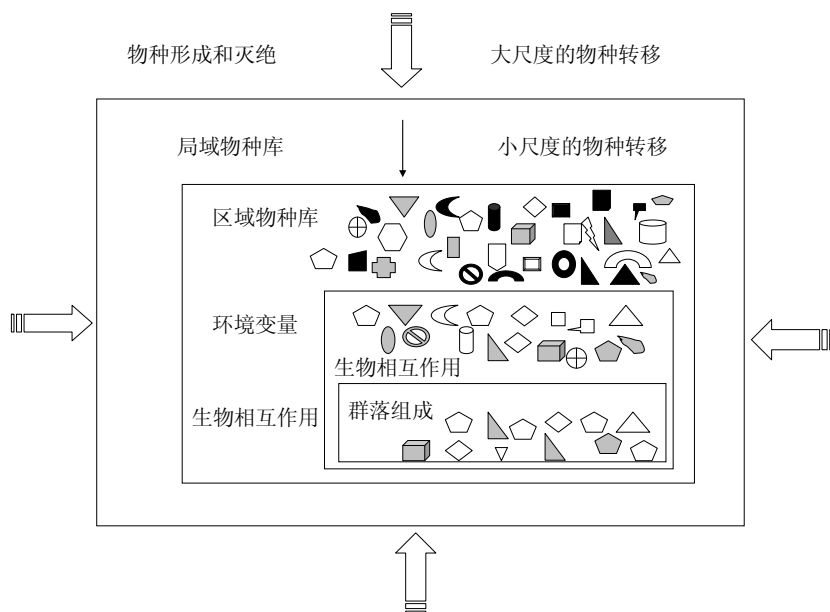 物种形成和灭绝
大尺度的物种转移
局域物种库
小尺度的物种转移
区域物种库
环境变量
生物相互作用
生物相互作用
群落组成